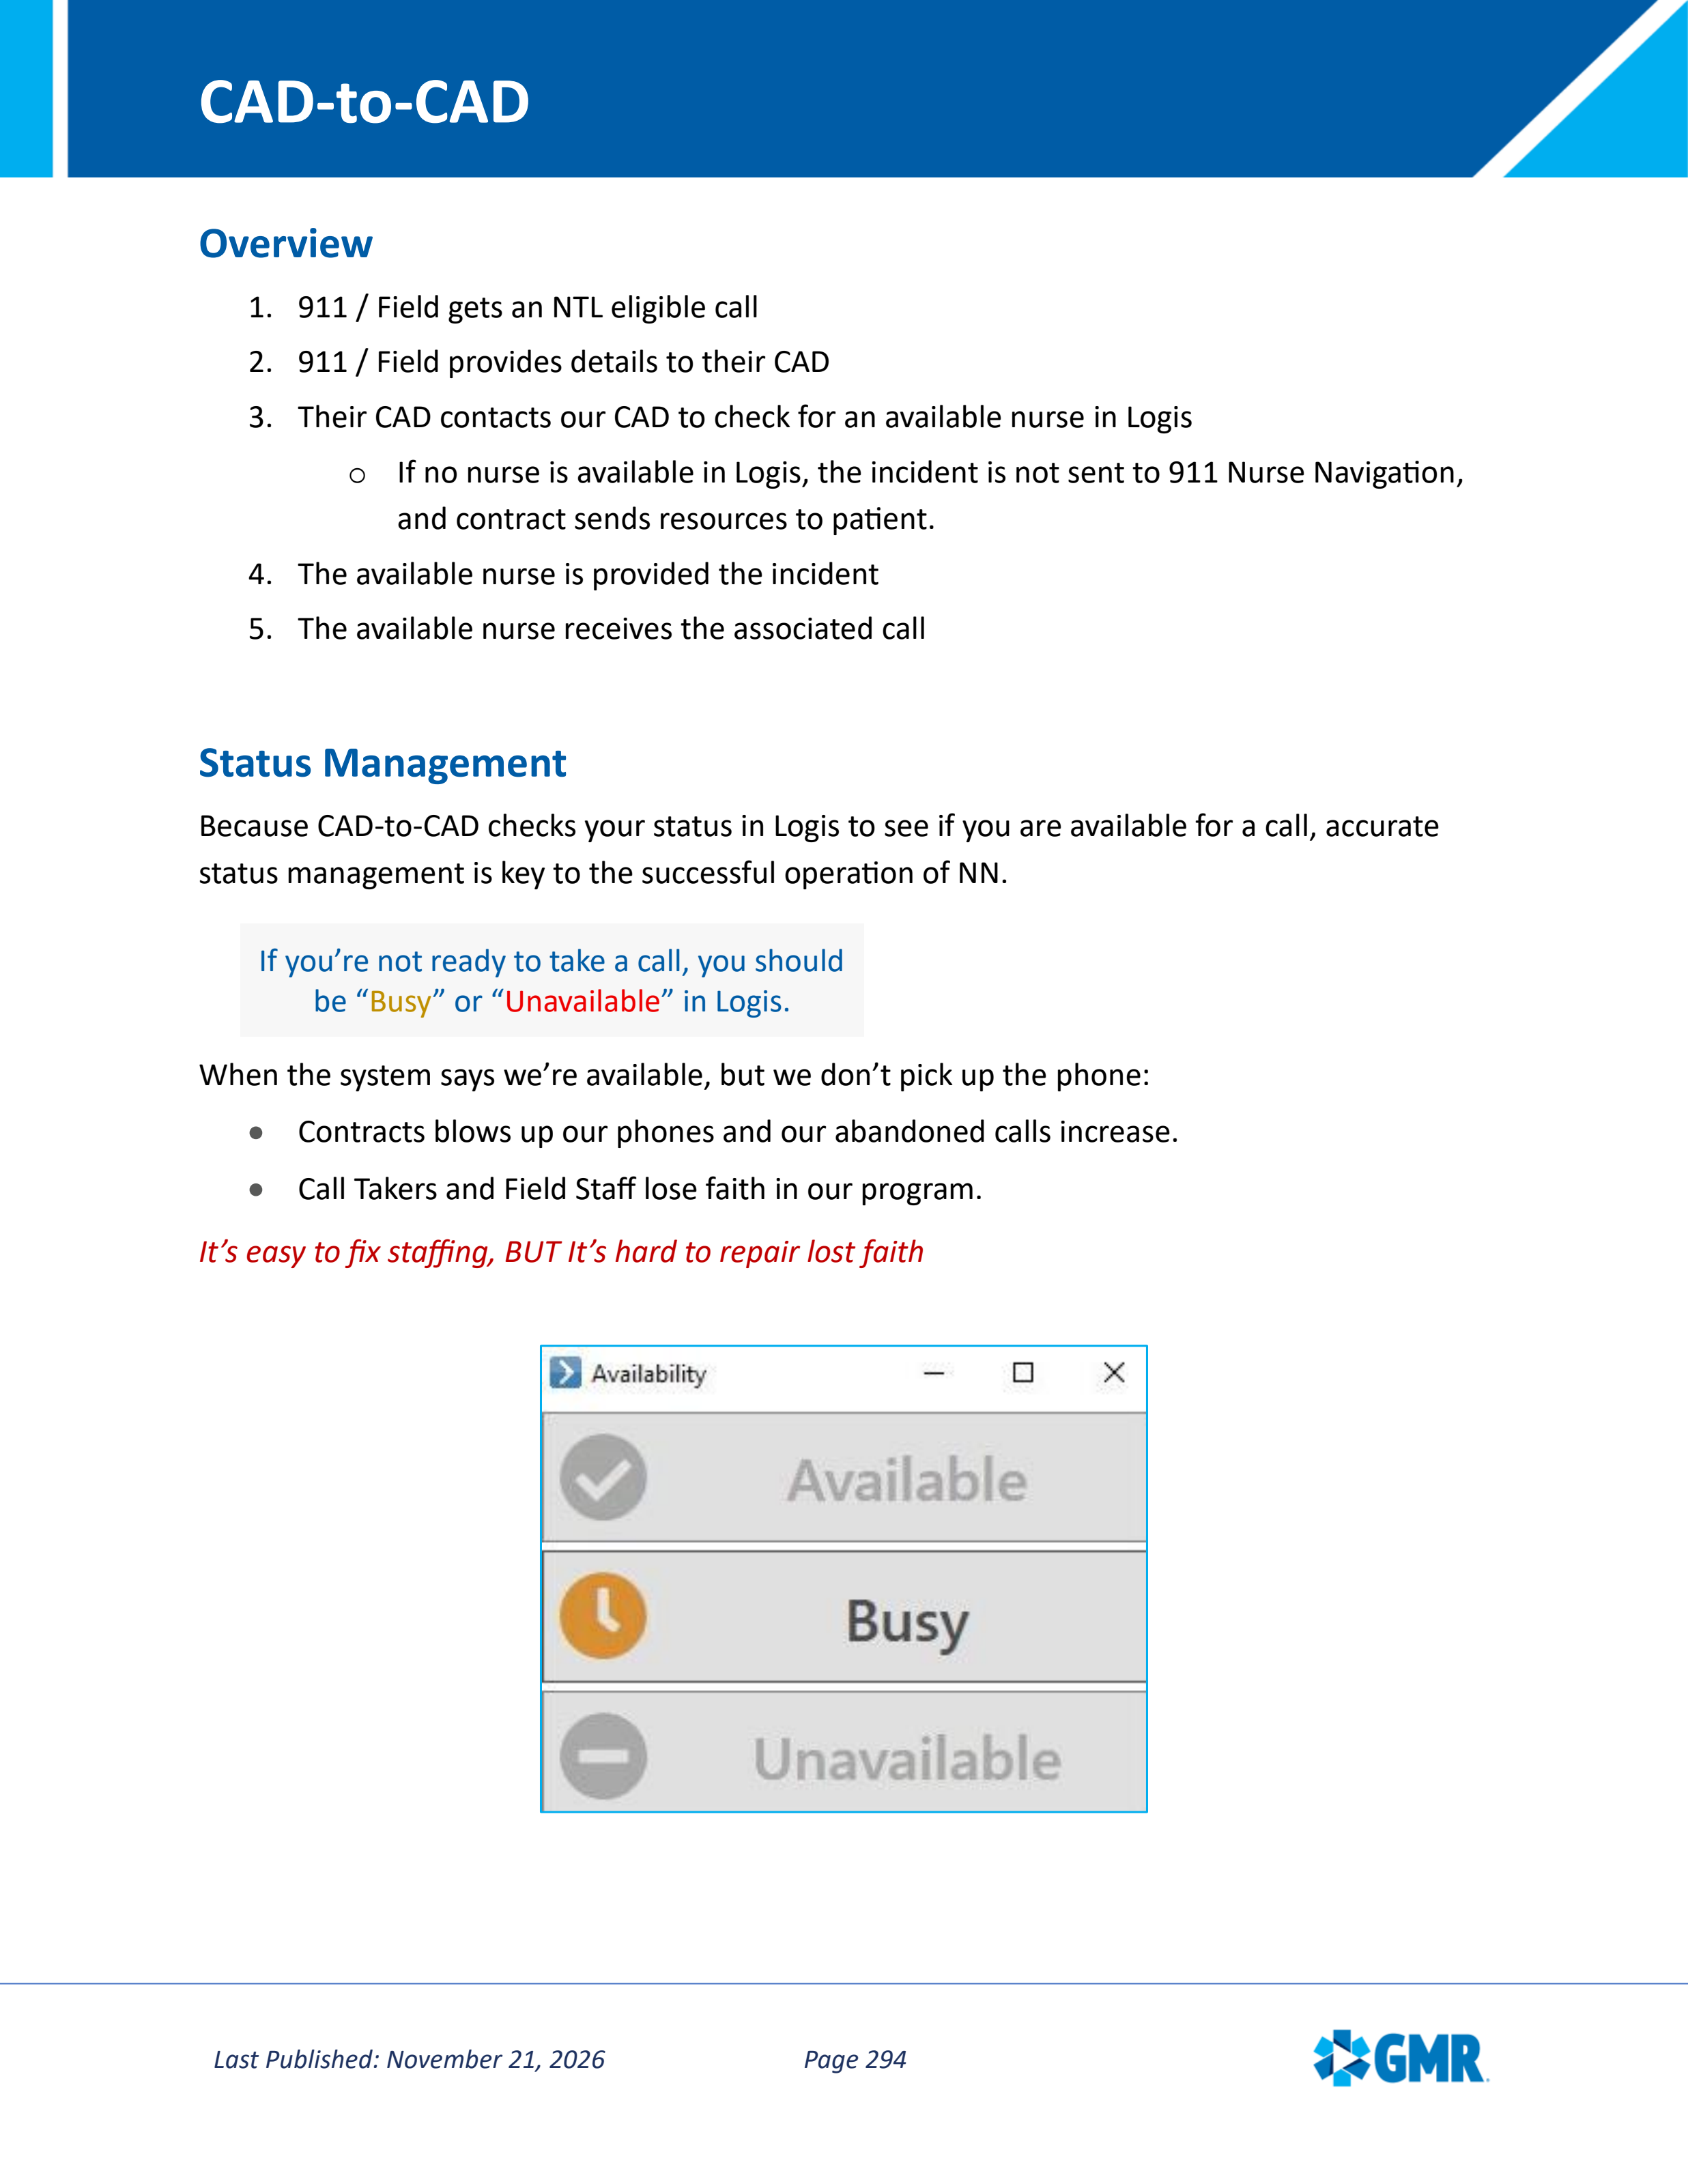 CAD-to-CAD
Overview
1. 911 / Field gets an NTL eligible call
2. 911 / Field provides details to their CAD
3. Their CAD contacts our CAD to check for an available nurse in Logis
o If no nurse is available in Logis, the incident is not sent to 911 Nurse Navigation,
and contract sends resources to patient.
4. The available nurse is provided the incident
5. The available nurse receives the associated call
Status Management
Because CAD-to-CAD checks your status in Logis to see if you are available for a call, accurate
status management is key to the successful operation of NN.
If you’re not ready to take a call, you should
be “Busy” or “Unavailable” in Logis.
When the system says we’re available, but we don’t pick up the phone:
• Contracts blows up our phones and our abandoned calls increase.
• Call Takers and Field Staff lose faith in our program.
It’s easy to fix staffing, BUT It’s hard to repair lost faith
Availability
Available
Busy
Unavailable
Last Published: November 21, 2026 Page 294
GMR